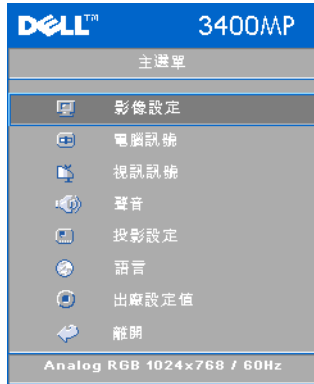 DELL™ 3400MP
主選單
影像設定
電腦訊號
視訊訊號
聲音
投影設定
語言
出廠設定值
離開
Analog RGB 1024x768 / 60Hz